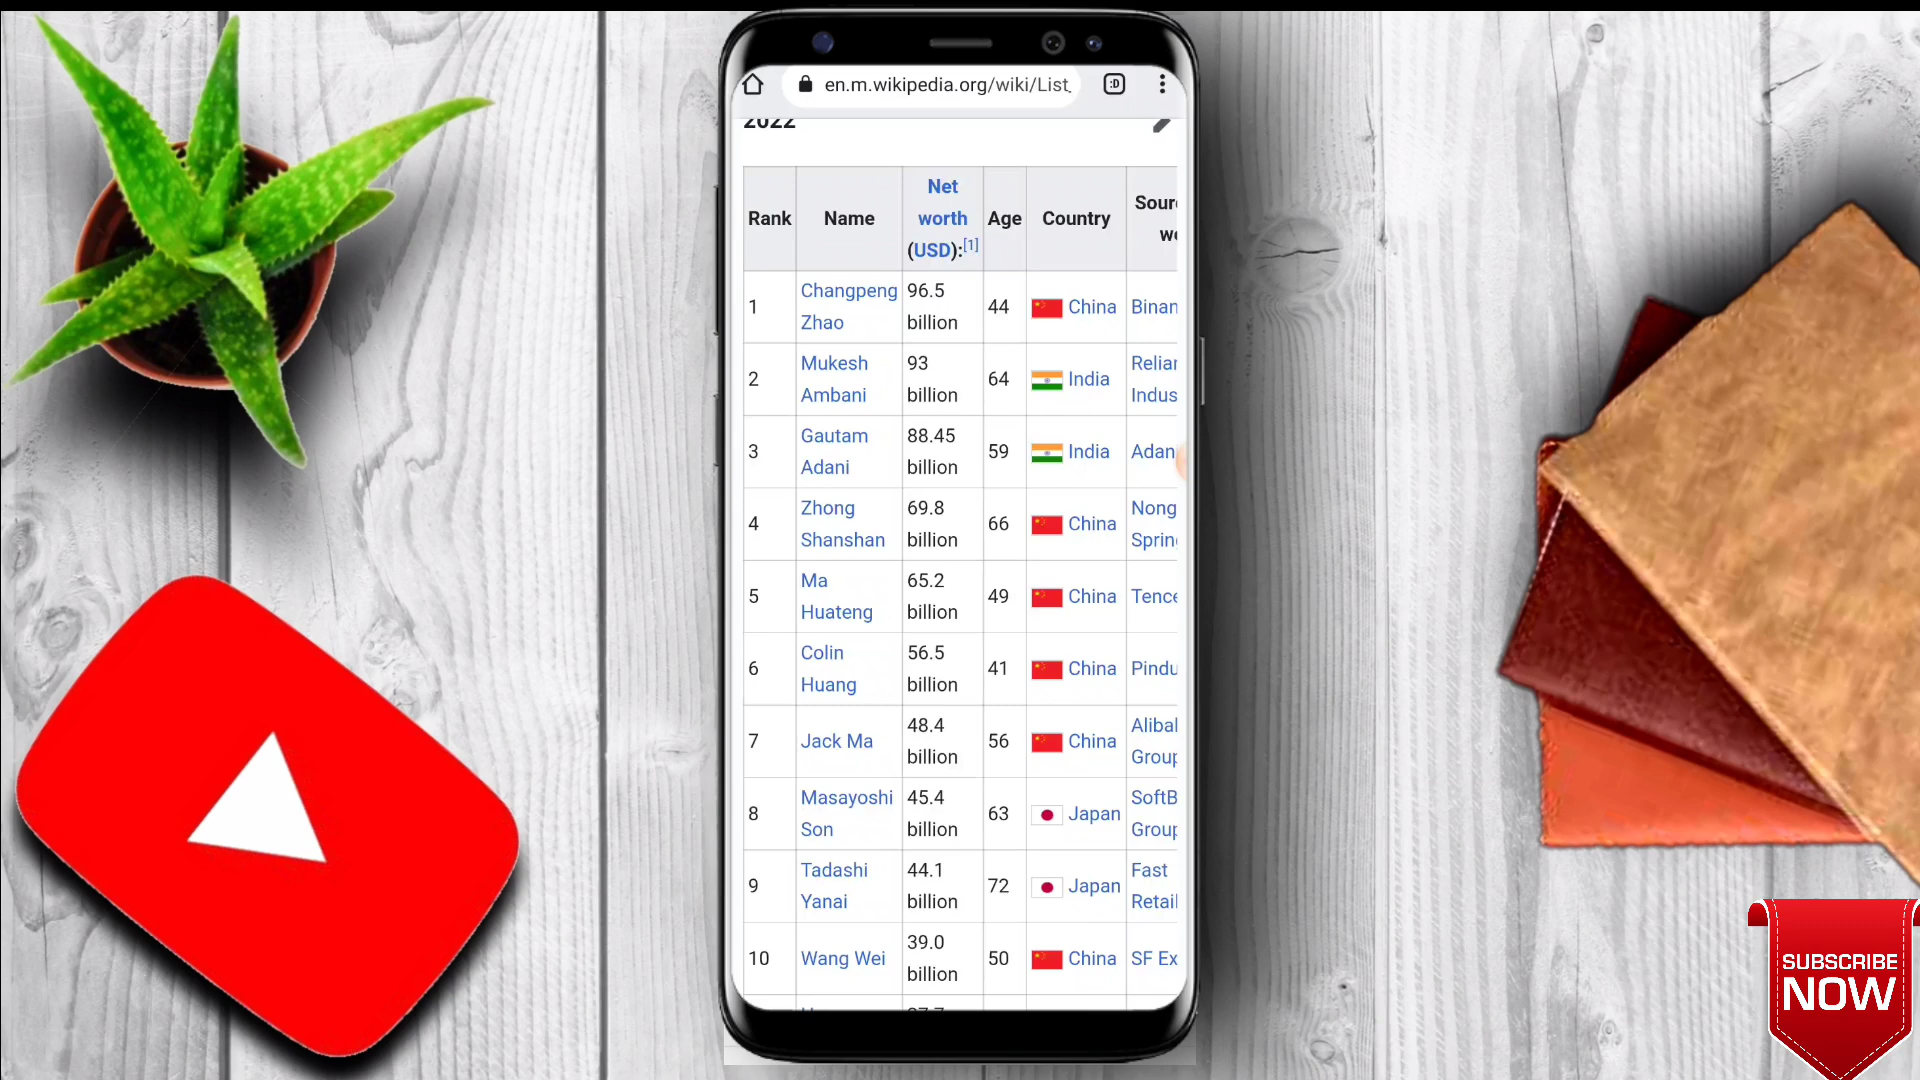 en.m.wikipedia.org/wiki/List_
:D
2022
Rank
Name
Net
worth
(USD):[1]
Age
Country
1
Changpeng
Zhao
96.5
billion
44
China
2
Mukesh
Ambani
93
billion
64
India
3
Gautam
Adani
88.45
billion
59
India
4
Zhong
Shanshan
69.8
billion
66
China
5
Ma
Huateng
65.2
billion
49
China
6
Colin
Huang
56.5
billion
41
China
7
Jack Ma
48.4
billion
56
China
8
Masayoshi
Son
45.4
billion
63
Japan
9
Tadashi
Yanai
44.1
billion
72
Japan
Fast
10
Wang Wei
39.0
billion
50
China
SUBSCRIBE
NOW